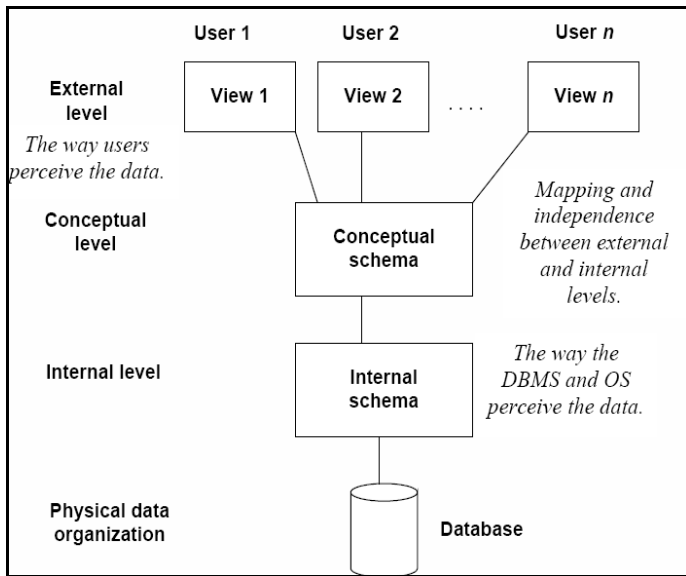 User 1
User 2
User n
External
level
View 1
View 2
. . . .
View n
The way users
perceive the data.
Conceptual
level
Conceptual
schema
Mapping and
independence
between external
and internal
levels.
Internal level
Internal
schema
The way the
DBMS and OS
perceive the data.
Physical data
organization
Database